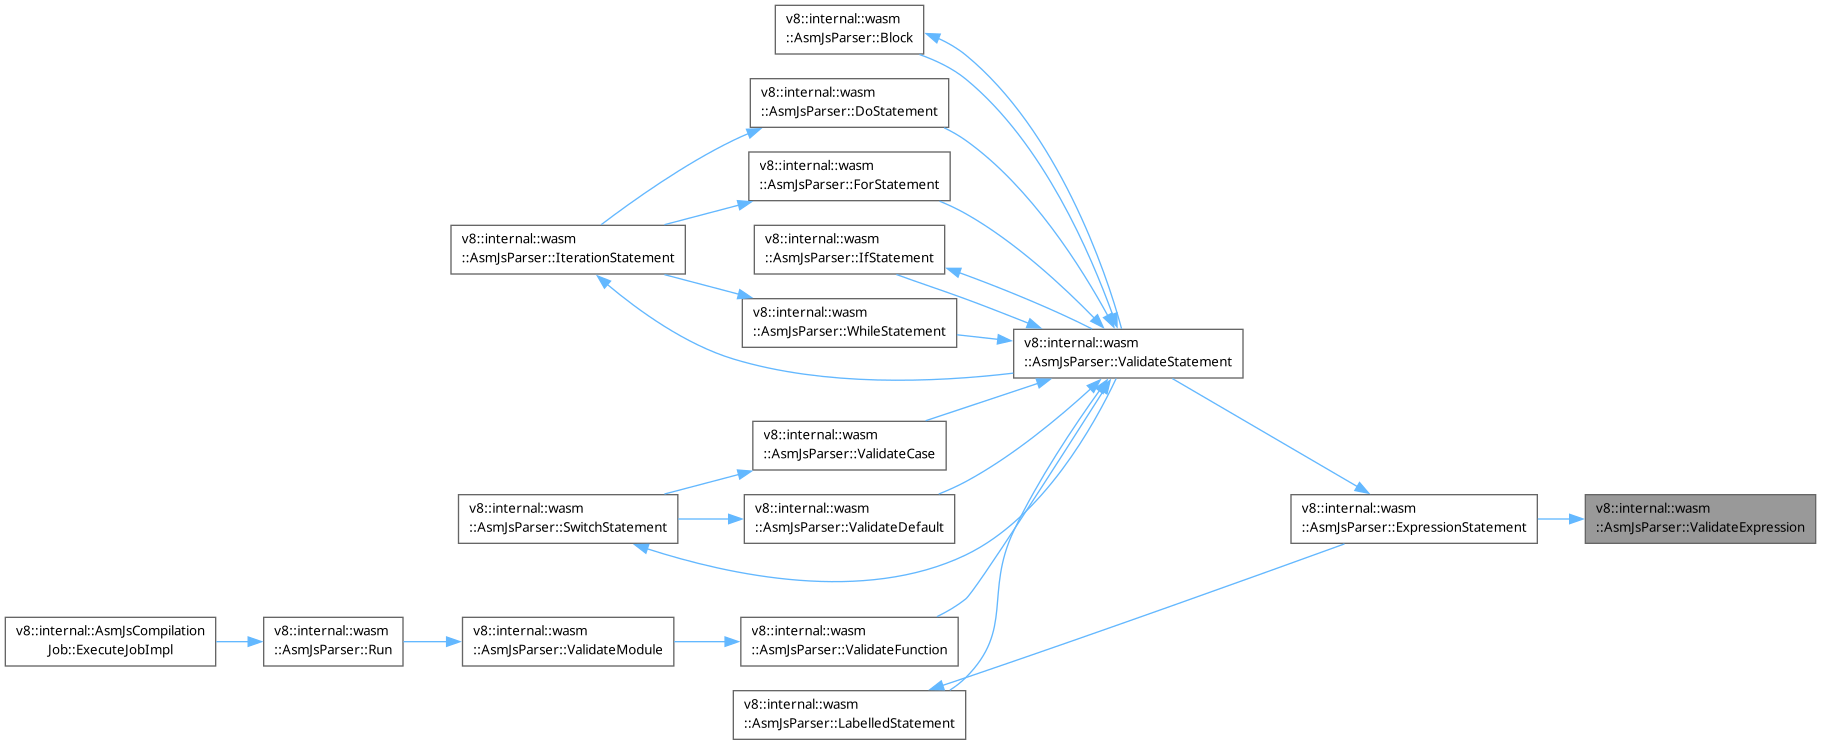 v8::internal::wasm
::AsmJsParser::Block
v8::internal::wasm
::AsmJsParser::DoStatement
v8::internal::wasm
::AsmJsParser::ForStatement
v8::internal::wasm
::AsmJsParser::IterationStatement
v8::internal::wasm
::AsmJsParser::IfStatement
v8::internal::wasm
::AsmJsParser::WhileStatement
v8::internal::wasm
::AsmJsParser::ValidateStatement
v8::internal::wasm
::AsmJsParser::ValidateCase
v8::internal::wasm
::AsmJsParser::SwitchStatement
v8::internal::wasm
::AsmJsParser::ValidateDefault
v8::internal::wasm
::AsmJsParser::ExpressionStatement
v8::internal::wasm
::AsmJsParser::ValidateExpression
v8::internal::AsmJsCompilation
Job::ExecuteJobImpl
v8::internal::wasm
::AsmJsParser::Run
v8::internal::wasm
::AsmJsParser::ValidateModule
v8::internal::wasm
::AsmJsParser::ValidateFunction
v8::internal::wasm
::AsmJsParser::LabelledStatement